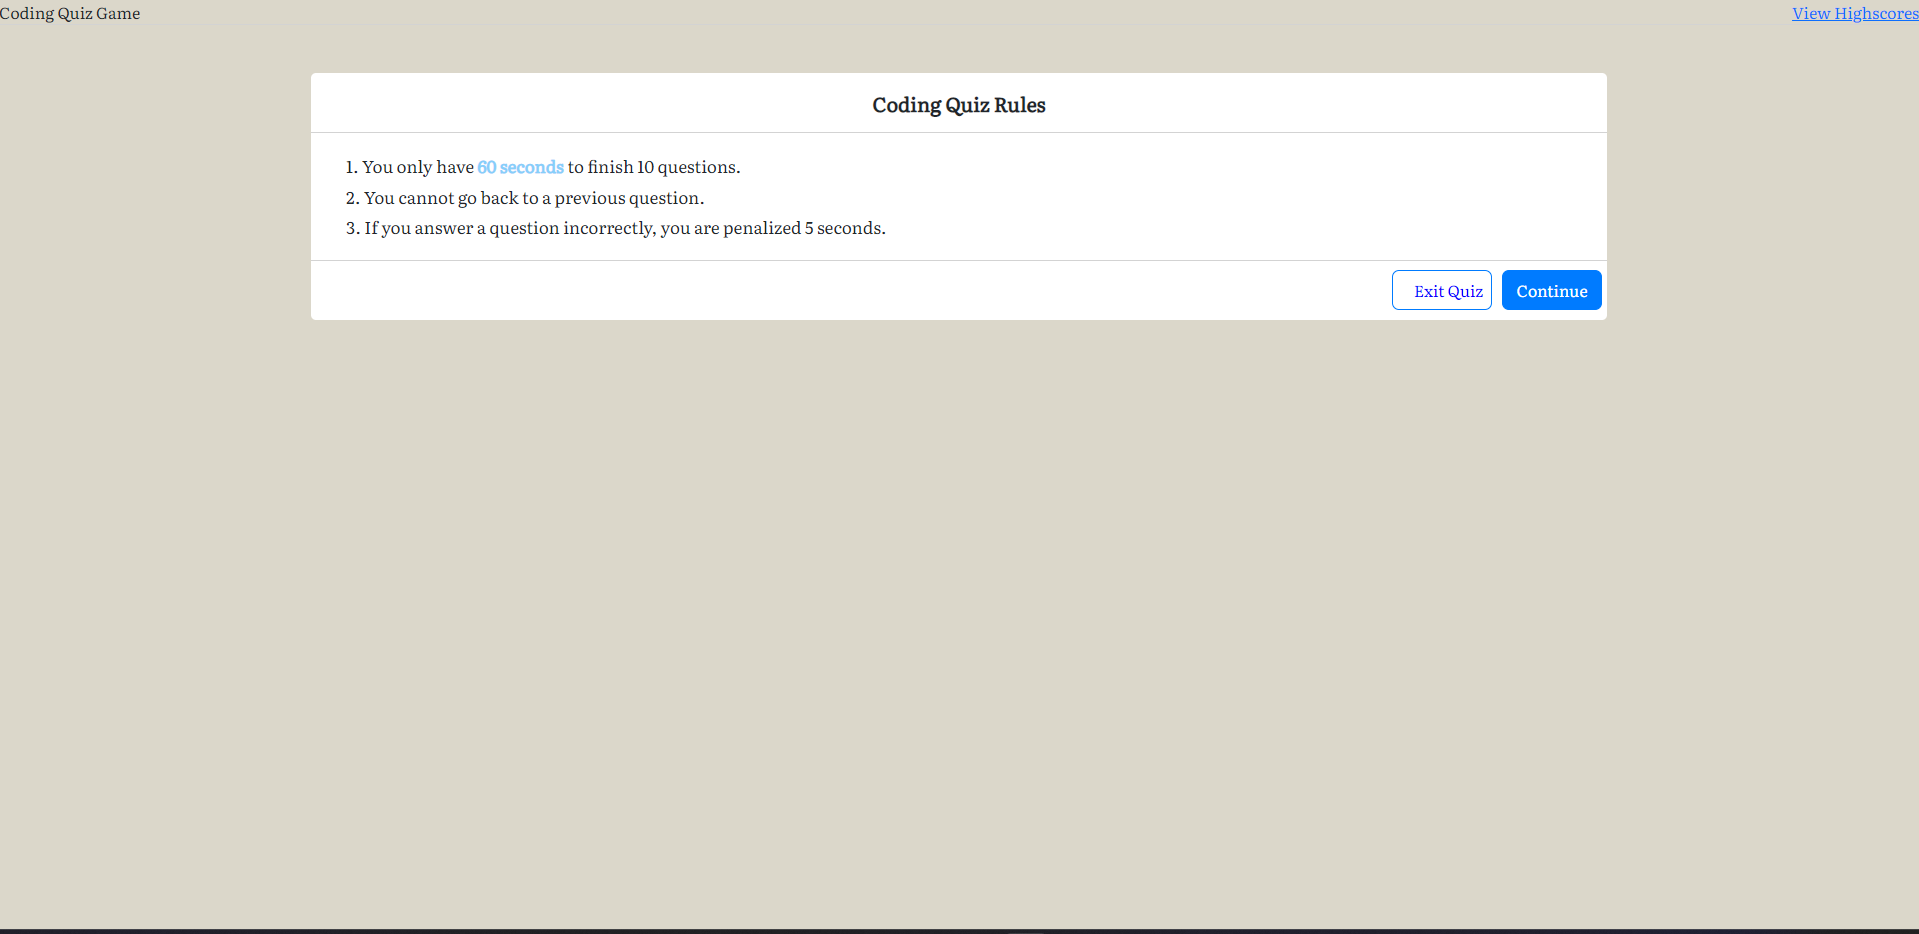 Coding Quiz Game
View Highscores
Coding Quiz Rules
1. You only have 60 seconds to finish 10 questions.
2. You cannot go back to a previous question.
3. If you answer a question incorrectly, you are penalized 5 seconds.
Exit Quiz
Continue